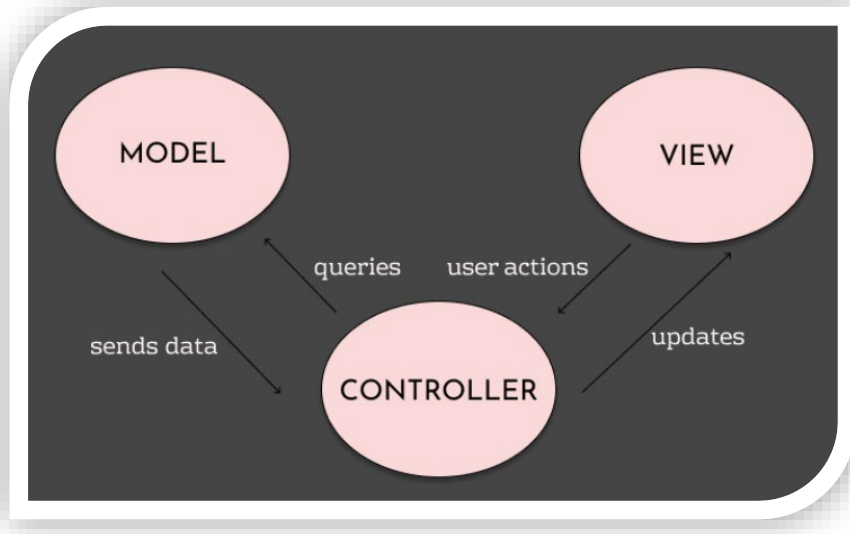 MODEL
VIEW
queries
user actions
sends data
updates
CONTROLLER